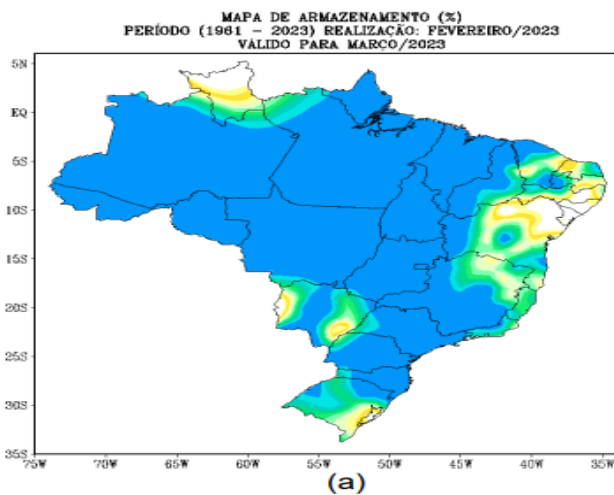 MAPA DE ARMAZENAMENTO (%)
PERÍODO (1961 - 2023) REALIZAÇÃO: FEVEREIRO/2023
VÁLIDO PARA MARÇO/2023
5N
EQ
5S
10S
15S
20S
25S
30S
35S
75W 70W 65W 60W 55W 50W 45W 40W 35W
(a)